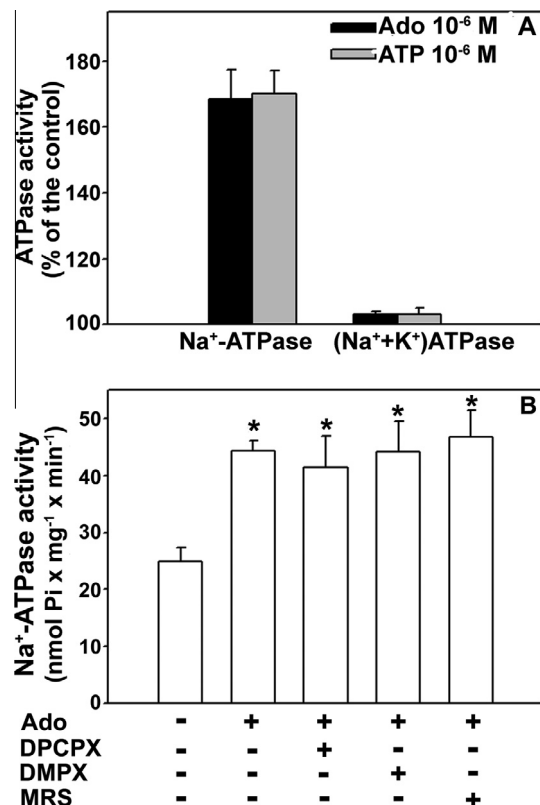 Ado 10⁻⁶ M
A
ATP 10⁻⁶ M
ATPase activity
(% of the control)
160
140
120
100
Na⁺-ATPase (Na⁺+K⁺)ATPase
B
Na⁺-ATPase activity
(nmol Pi x mg⁻¹ x min⁻¹)
50
40
30
20
10
0
* * * *
Ado - + + + +
DPCPX - - + - -
DMPX - - - + -
MRS - - - - +